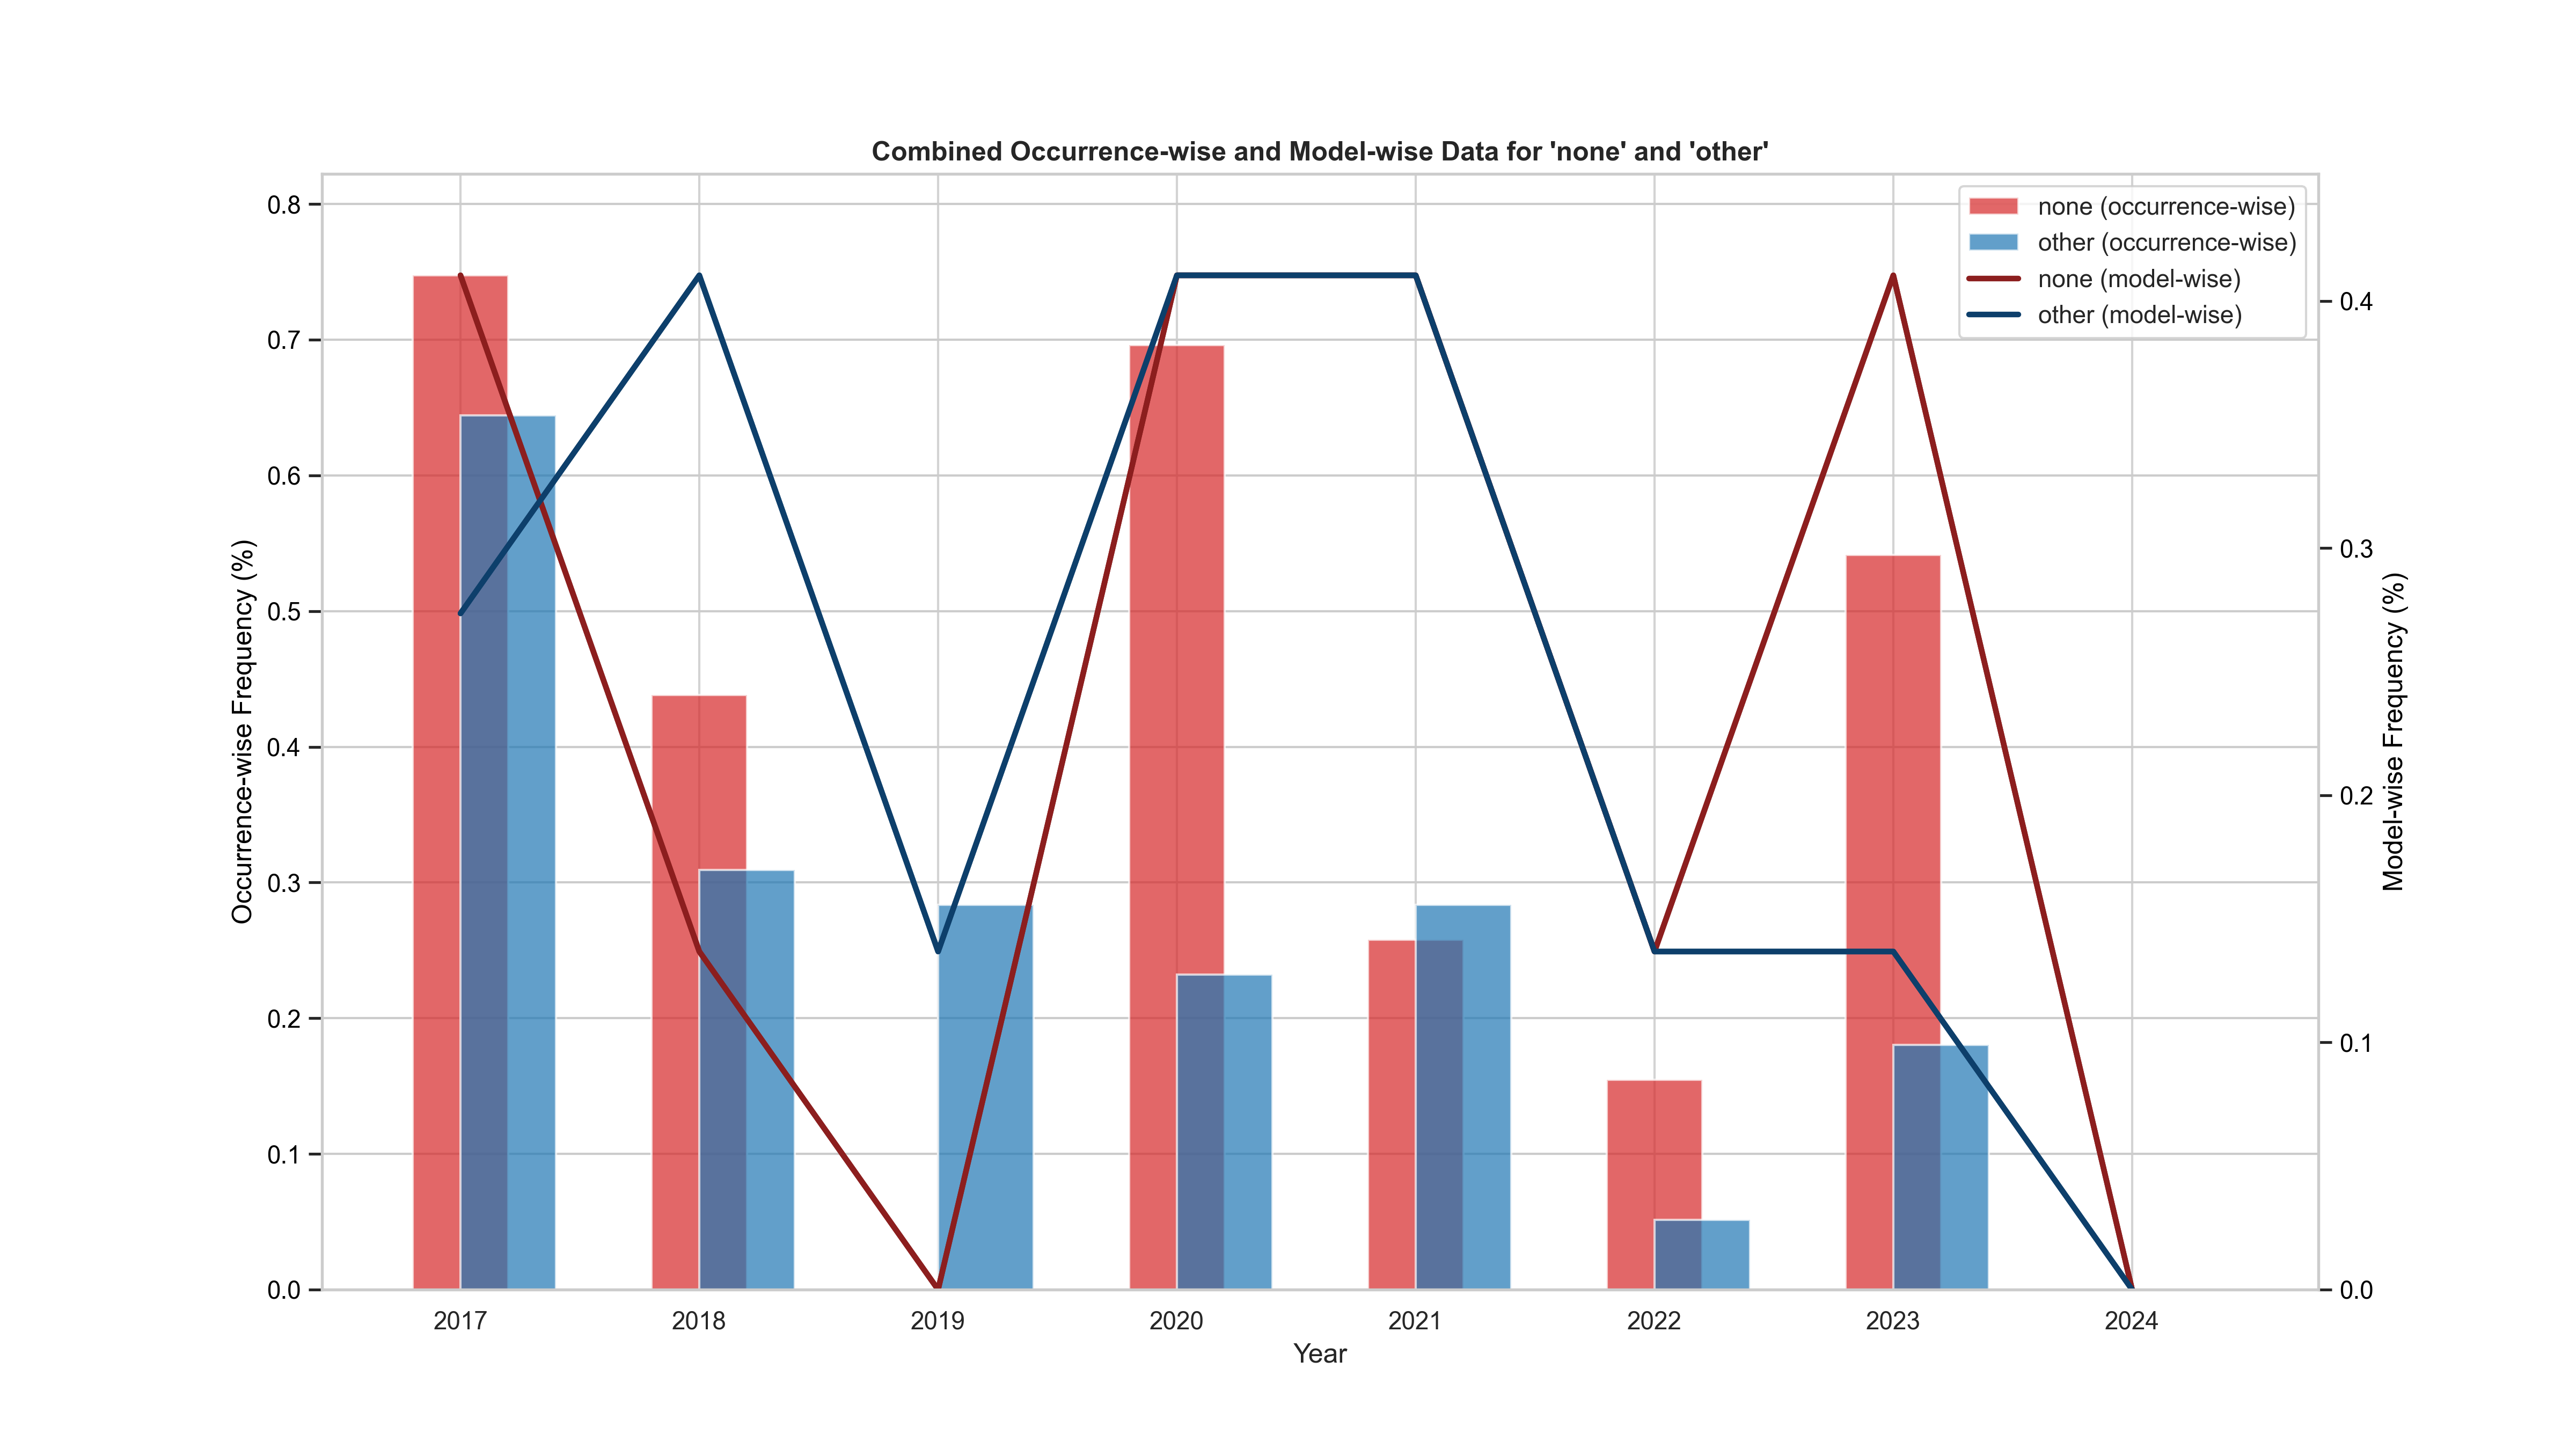 Combined Occurrence-wise and Model-wise Data for 'none' and 'other'
none (occurrence-wise)
other (occurrence-wise)
none (model-wise)
other (model-wise)
Occurrence-wise Frequency (%)
0.8
0.7
0.6
0.5
0.4
0.3
0.2
0.1
0.0
Model-wise Frequency (%)
0.4
0.3
0.2
0.1
0.0
2017 2018 2019 2020 2021 2022 2023 2024
Year